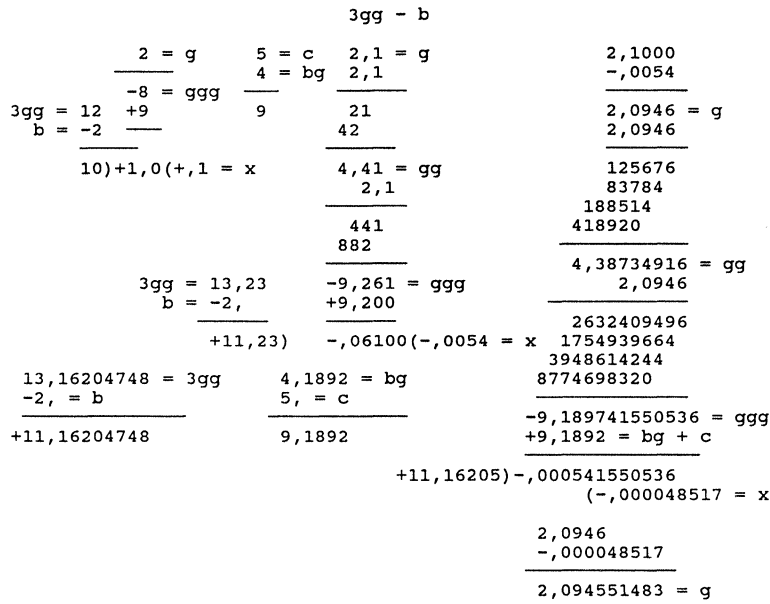 3gg - b
2 = g 5 = c 2,1 = g 2,1000
4 = bg 2,1 -,0054
-8 = ggg
3gg = 12 +9 9 21 2,0946 = g
b = -2 42 2,0946
10)+1,0(+,1 = x 4,41 = gg 125676
2,1 83784
188514
441 418920
882
4,38734916 = gg
3gg = 13,23 -9,261 = ggg 2,0946
b = -2, +9,200
2632409496
+11,23) -,06100(-,0054 = x 1754939664
3948614244
13,16204748 = 3gg 4,1892 = bg 8774698320
-2, = b 5, = c
-9,189741550536 = ggg
+11,16204748 9,1892 +9,1892 = bg + c
+11,16205)-,000541550536
(-,000048517 = x
2,0946
-,000048517
2,094551483 = g